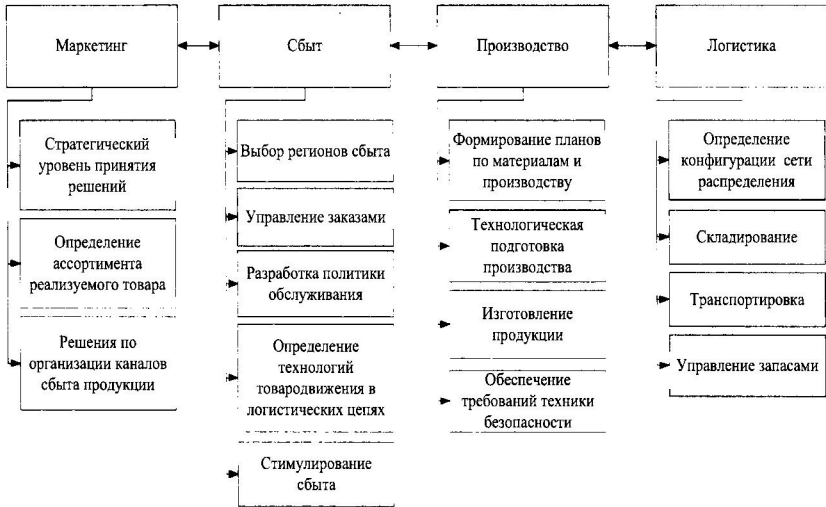 Маркетинг
Сбыт
Производство
Логистика
Стратегический
уровень принятия
решений
Определение
ассортимента
реализуемого товара
Решения по
организации каналов
сбыта продукции
Выбор регионов сбыта
Управление заказами
Разработка политики
обслуживания
Определение
технологий
товародвижения в
логистических цепях
Стимулирование
сбыта
Формирование планов
по материалам и
производству
Технологическая
подготовка
производства
Изготовление
продукции
Обеспечение
требований техники
безопасности
Определение
конфигурации сети
распределения
Складирование
Транспортировка
Управление запасами